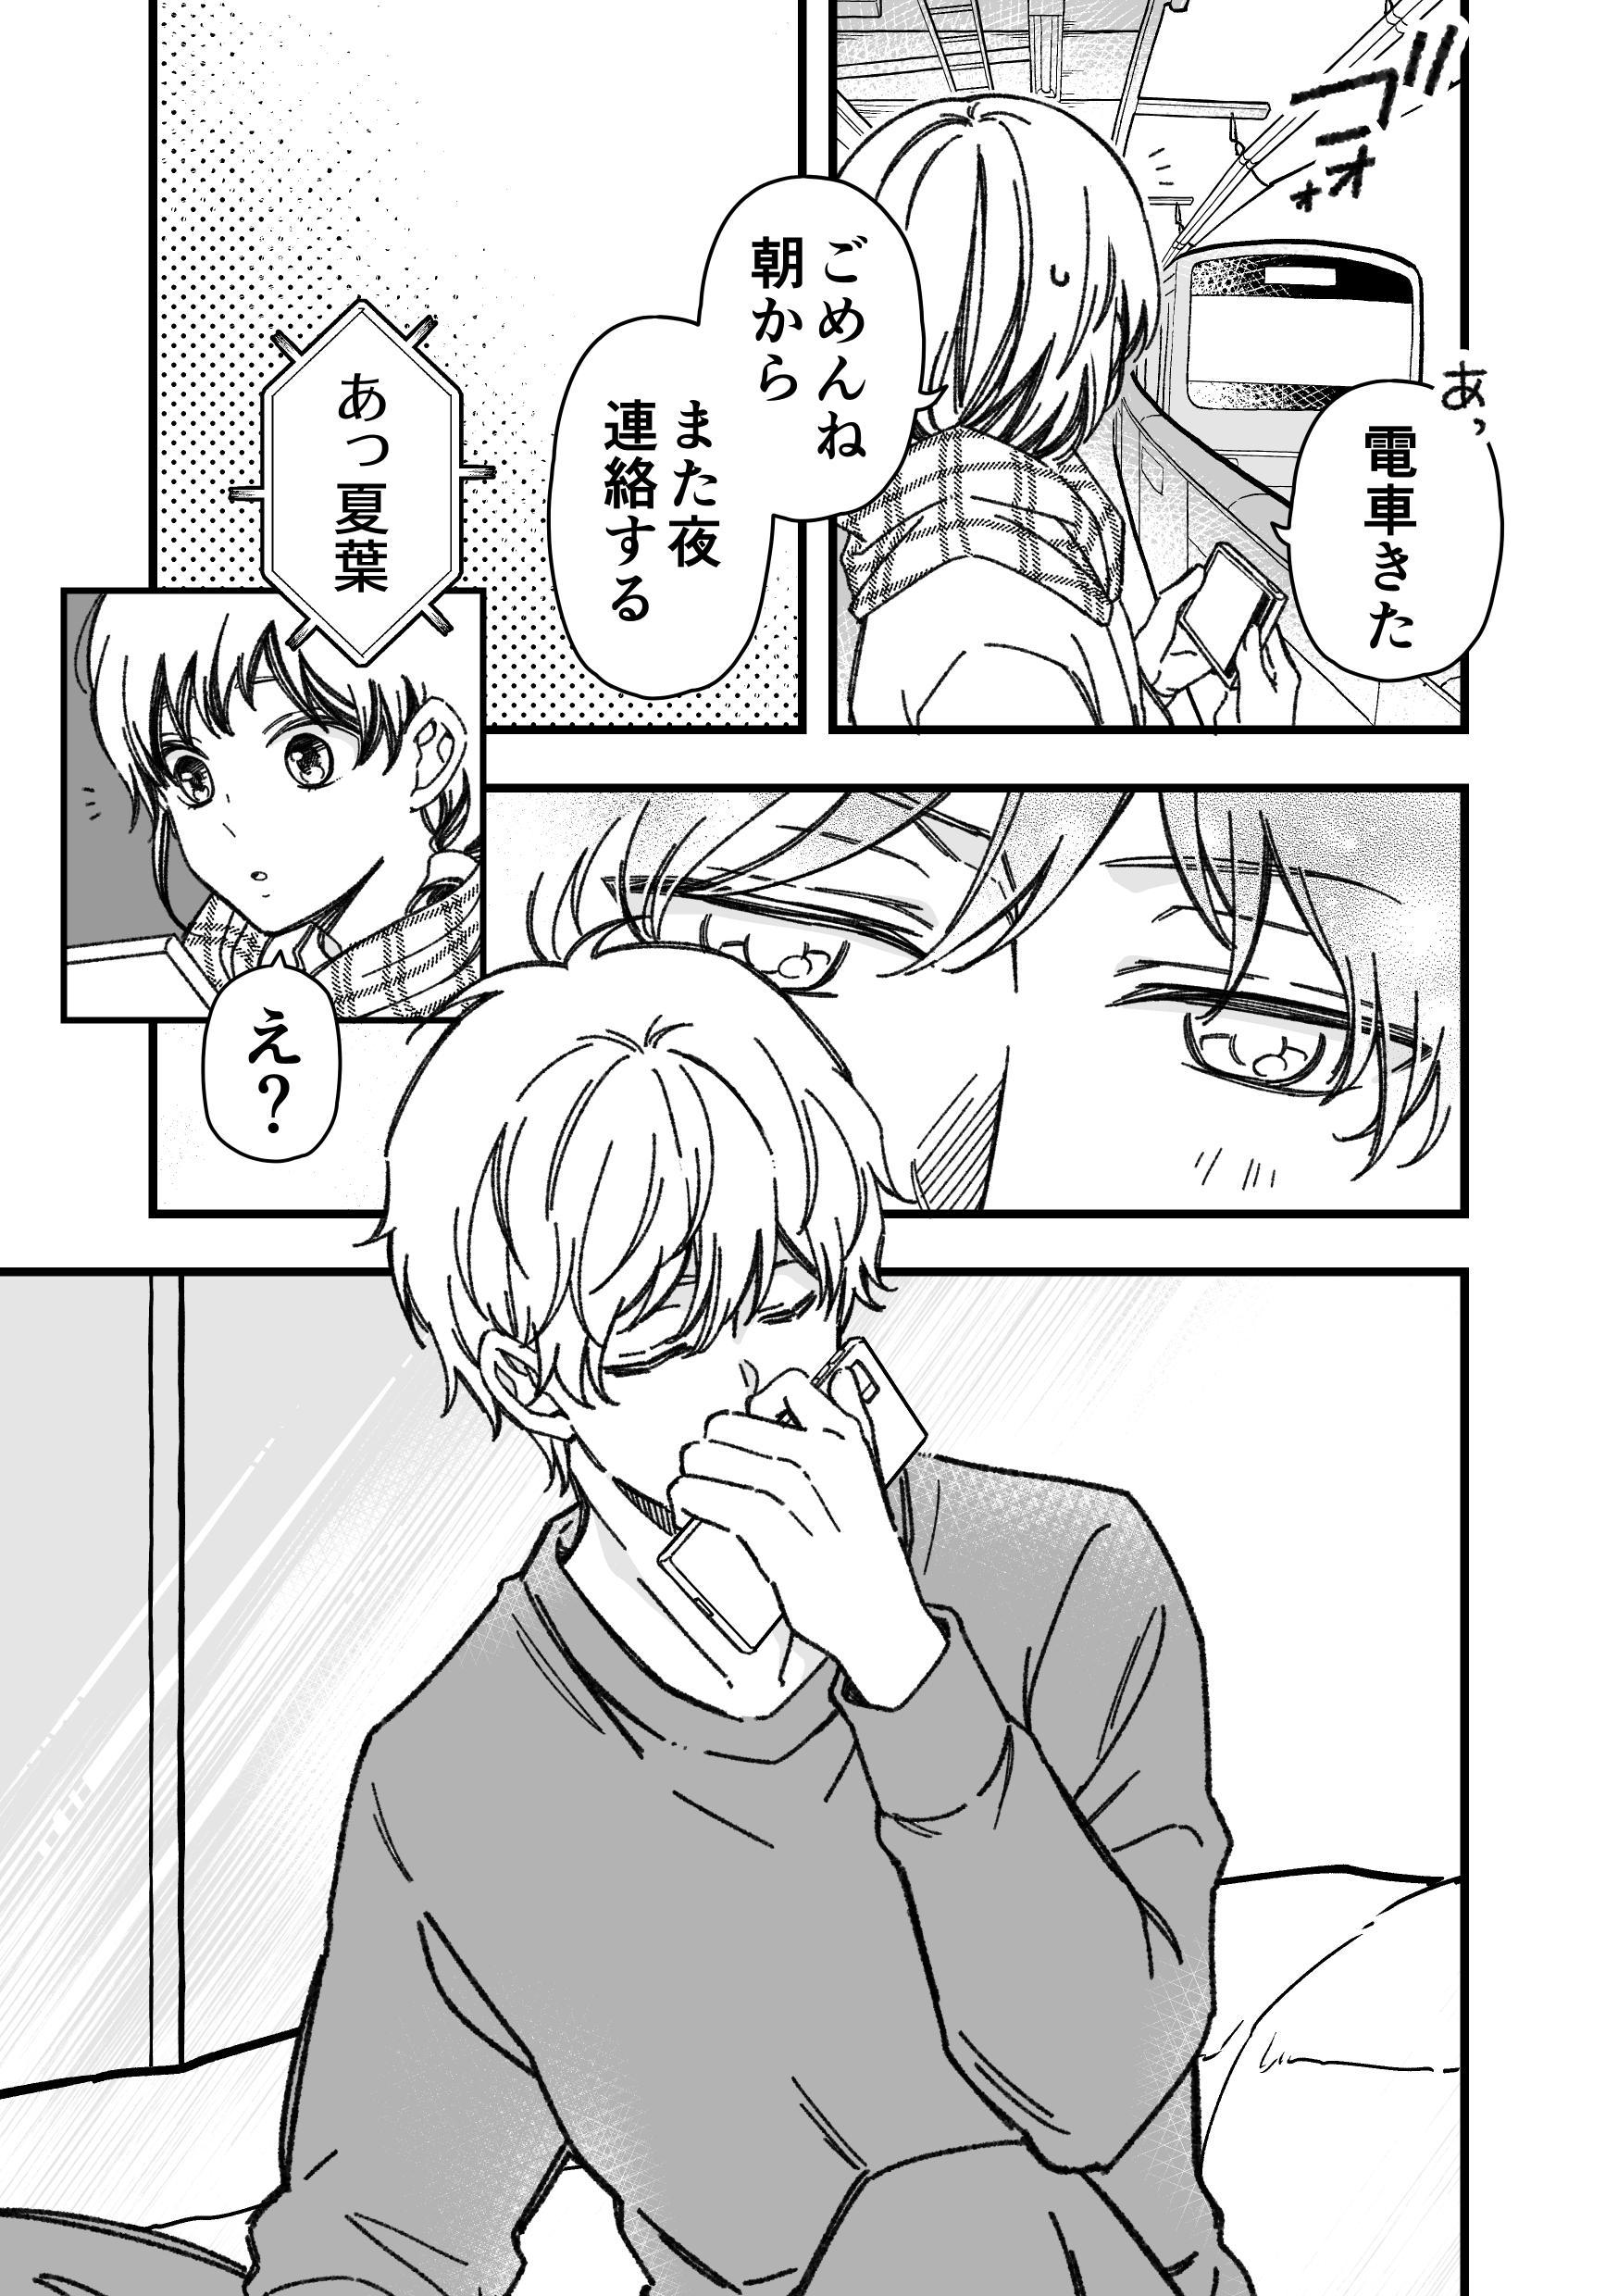 ゴォォ
あっ
電車きた
ごめんね
朝から
また夜
連絡する
あっ夏葉
え？